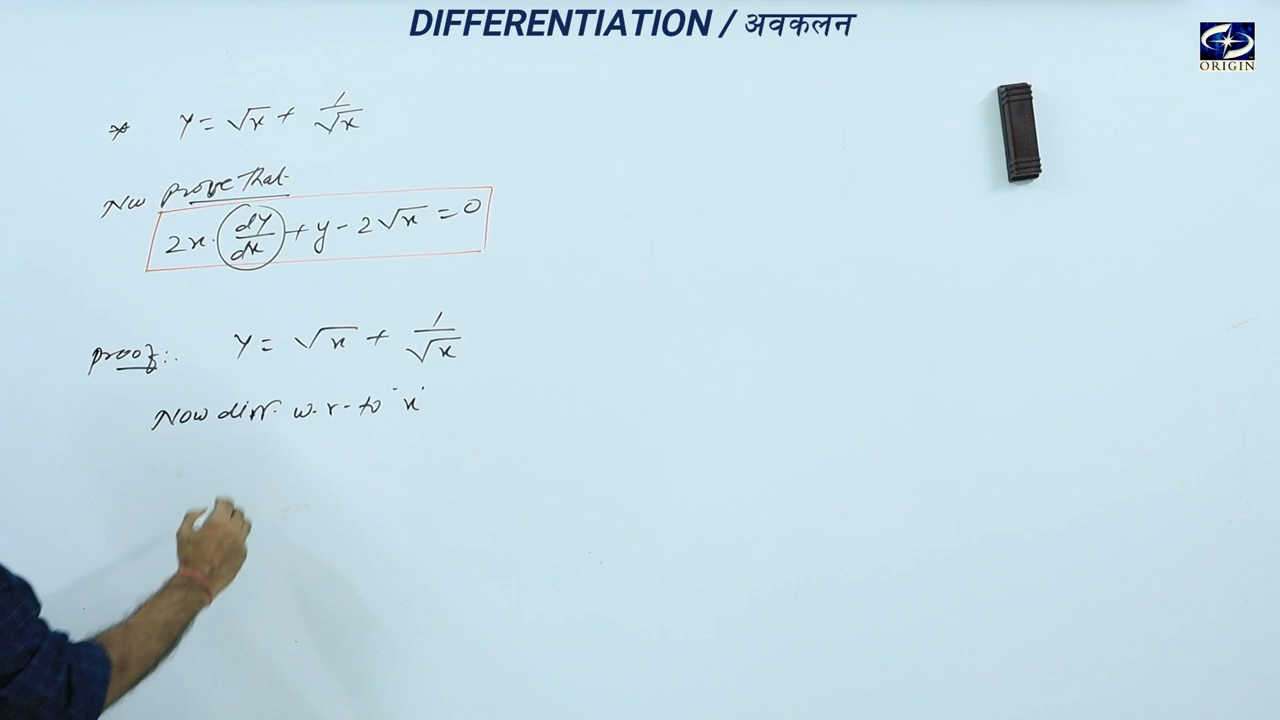 DIFFERENTIATION / अवकलन
ORIGIN
* y = √x + 1/√x
Now prove that
2x·(dy/dx) + y - 2√x = 0
proof:- y = √x + 1/√x
Now diff. w.r-to "x"